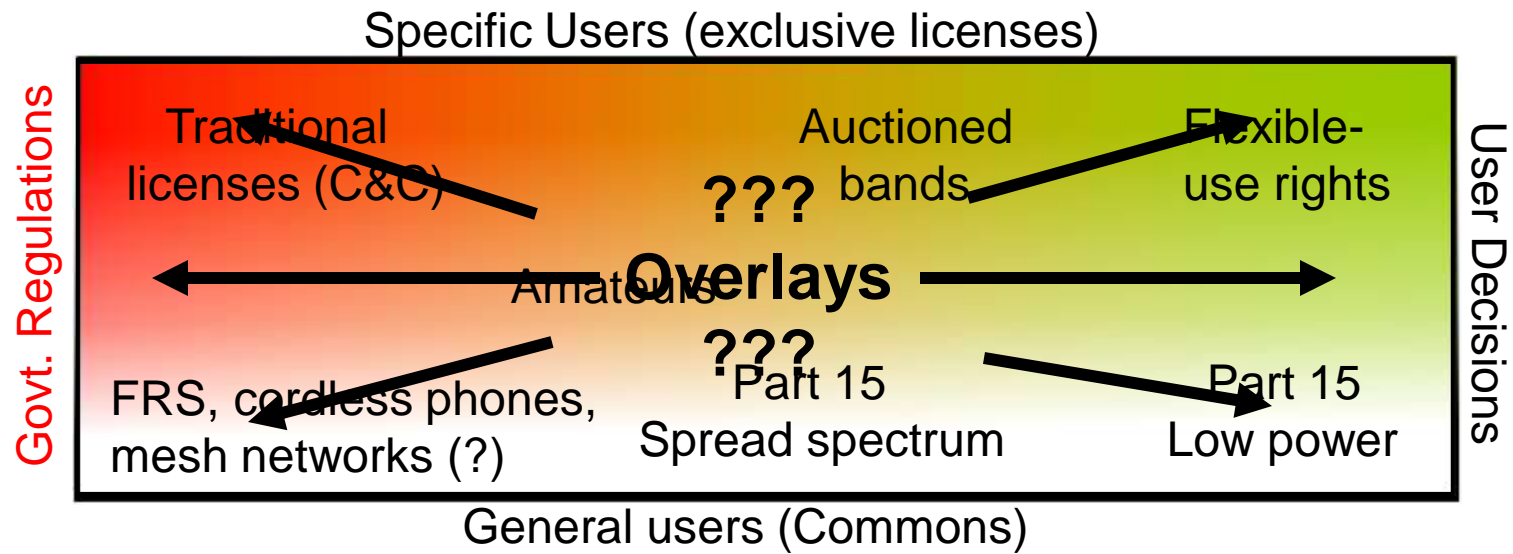 Specific Users (exclusive licenses)
Govt. Regulations
Traditional
licenses (C&C)
Auctioned
bands
Flexible-
use rights
???
Overlays
???
Amateurs
FRS, cordless phones,
mesh networks (?)
Part 15
Spread spectrum
Part 15
Low power
User Decisions
General users (Commons)